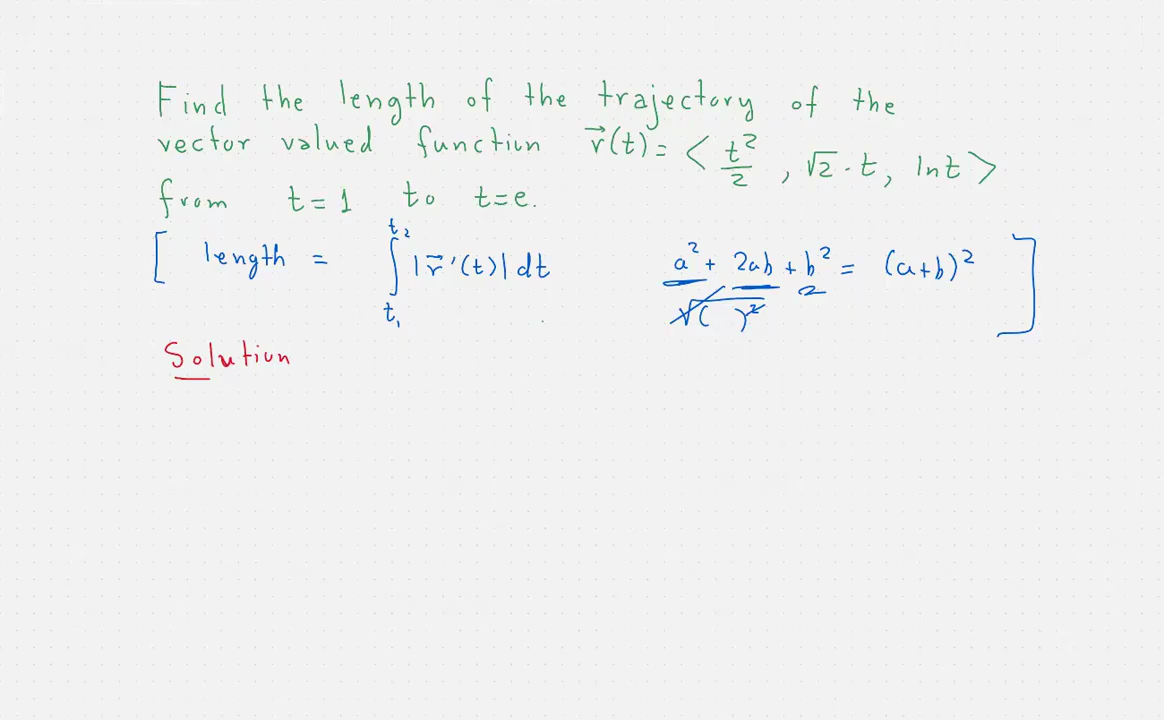 Find the length of the trajectory of the
vector valued function r⃗(t) = < t²/2 , √2 · t, ln t >
from t = 1 to t = e.
[ length = ∫_{t₁}^{t₂} |r⃗'(t)| dt a² + 2ab + b² = (a+b)² ]
√( )²
Solution